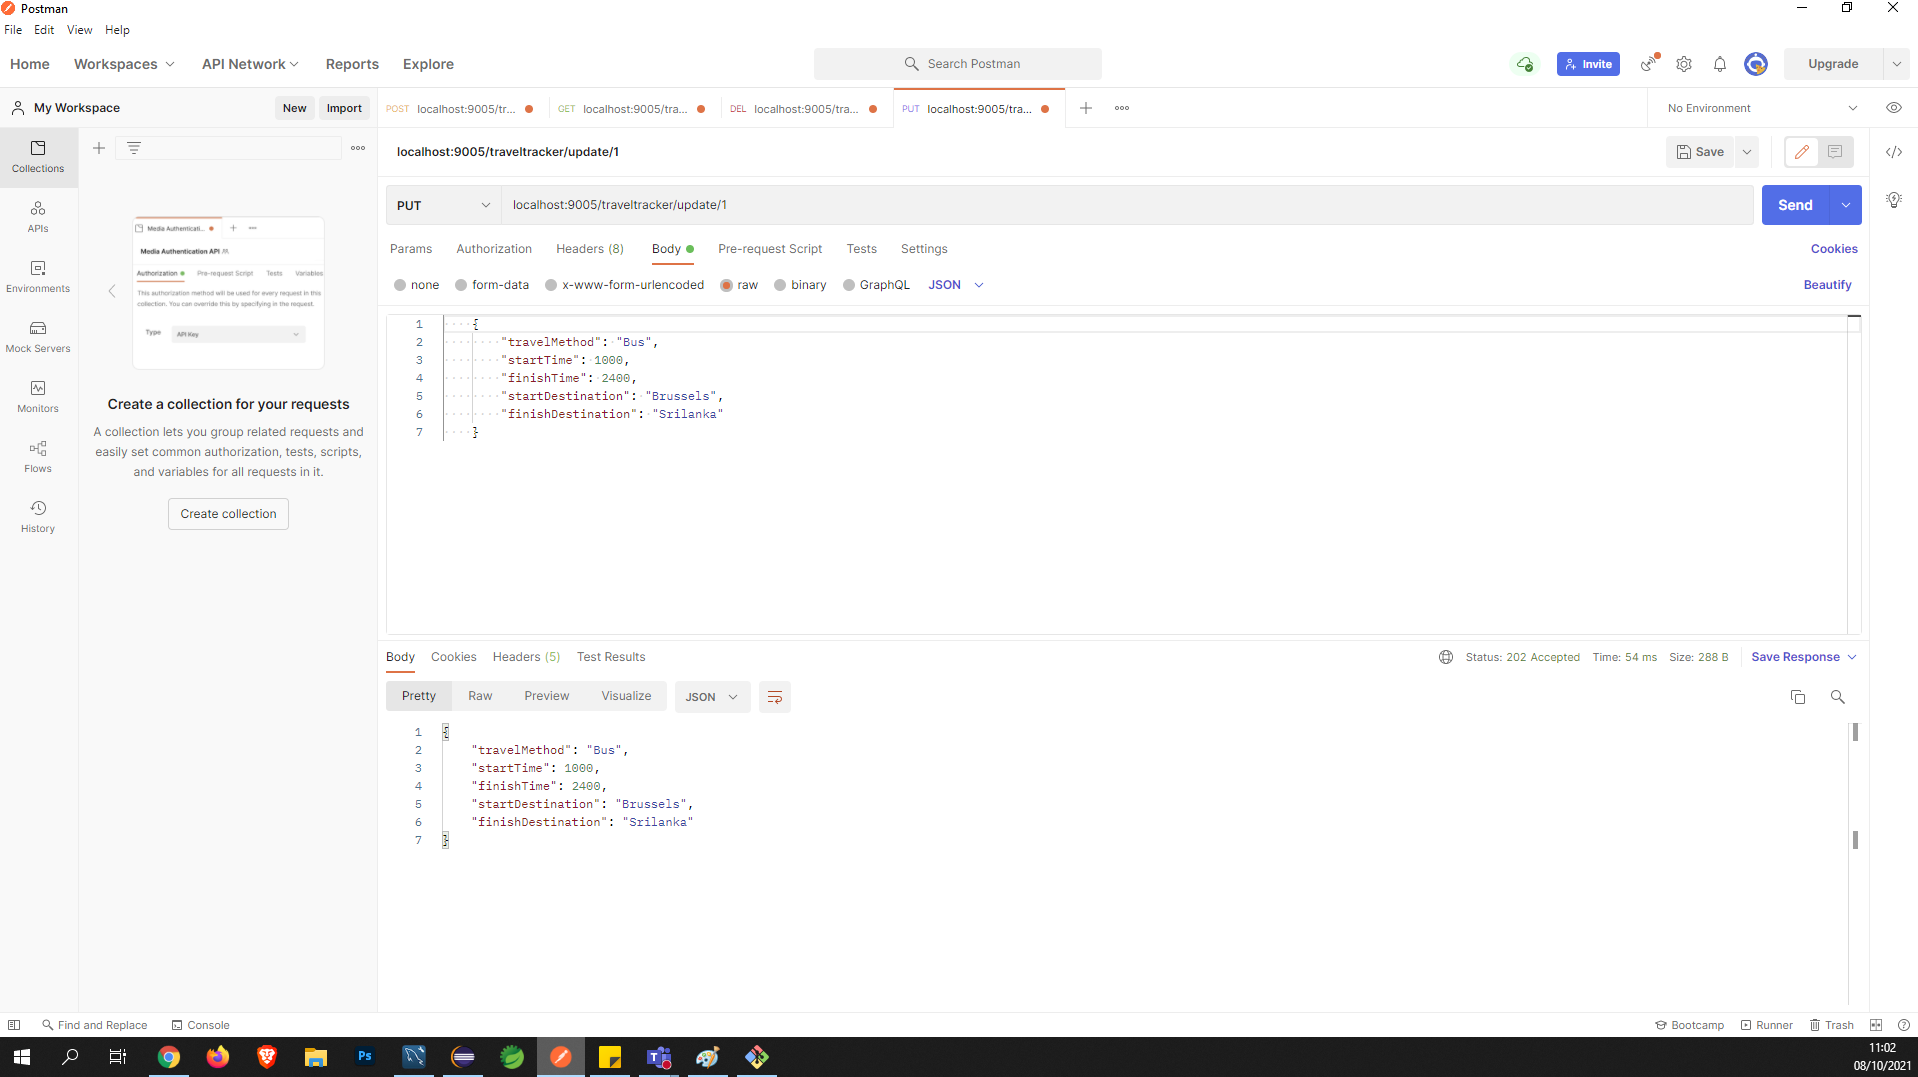 Postman
File Edit View Help
Home Workspaces API Network Reports Explore Search Postman Invite Upgrade
My Workspace New Import POST localhost:9005/tr... GET localhost:9005/tra... DEL localhost:9005/tra... PUT localhost:9005/tra... No Environment
localhost:9005/traveltracker/update/1 Save
Collections
PUT localhost:9005/traveltracker/update/1 Send
APIs
Params Authorization Headers (8) Body Pre-request Script Tests Settings Cookies
none form-data x-www-form-urlencoded raw binary GraphQL JSON Beautify
Environments
Mock Servers
Monitors
Flows
History
Media Authenticati...
Media Authentication API
Authorization Pre-request Script Tests Variables
This authorization method will be used for every request in this
collection. You can override this by specifying in the request.
Type API Key
Create a collection for your requests
A collection lets you group related requests and
easily set common authorization, tests, scripts,
and variables for all requests in it.
Create collection
1 {
2 "travelMethod": "Bus",
3 "startTime": 1000,
4 "finishTime": 2400,
5 "startDestination": "Brussels",
6 "finishDestination": "Srilanka"
7 }
Body Cookies Headers (5) Test Results Status: 202 Accepted Time: 54 ms Size: 288 B Save Response
Pretty Raw Preview Visualize JSON
1 {
2 "travelMethod": "Bus",
3 "startTime": 1000,
4 "finishTime": 2400,
5 "startDestination": "Brussels",
6 "finishDestination": "Srilanka"
7 }
Find and Replace Console Bootcamp Runner Trash
Ps
11:02
08/10/2021